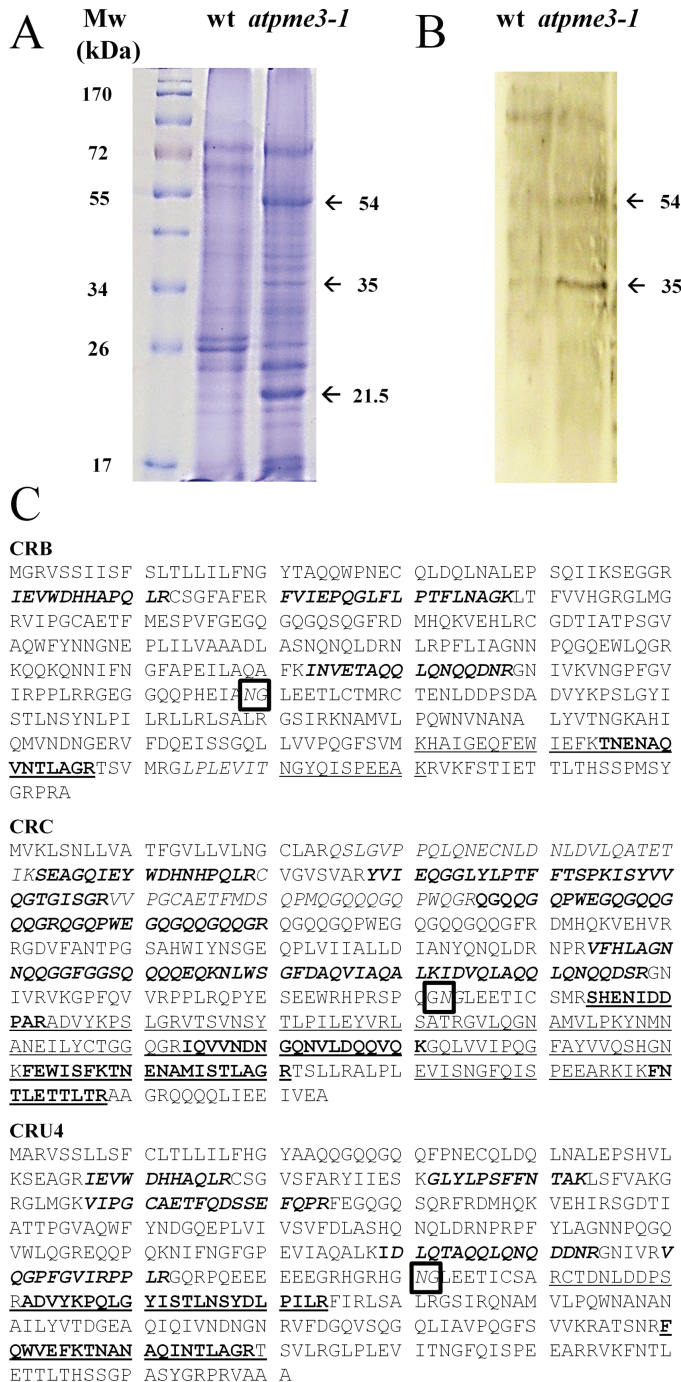 A Mw (kDa) wt atpme3-1 B wt atpme3-1
170
72
55
34
26
17
← 54
← 35
← 21.5
← 54
← 35
C
CRB
MGRVSSIISF SLTLLILFNG YTAQQWPNEC QLDQLNALEP SQIIKSEGGR
IEVWDHHAPQ LRCSGFAFER FVIEPQGLFL PTFLNAGKLT FVVHGRGLMG
RVIPGCAETF MESPVFGEGQ GQGQSQGFRD MHQKVEHLRC GDTIATPSGV
AQWFYNNGNE PLILVAAADL ASNQNQLDRN LRPFLIAGNN PQGQEWLQGR
KQQKQNNIFN GFAPEILAQA FKINVETAQQ LQNQQDNRGN IVKVNGPFGV
IRPPLRRGEG GQQPHEIANG LEETLCTMRC TENLDDPSDA DVYKPSLGYI
STLNSYNLPI LRLLRLSALR GSIRKNAMVL PQWNVNANAL YVTNGKAHI
QMVNDNGERV FDQEISSGQL LVVPQGFSVM KHAIGEQFEW IEFKTNENAQ
VNTLAGRTSV MRGLPLEVIT NGYQISPEEA KRVKFSTIET TLTHSSPMSY
GRPRA
CRC
MVKLSNLLVA TFGVLLVLNG CLARQSLGVP PQLQNECNLD NLDVLQATET
IKSEAGQIEY WDHNHPQLRC VGVSVARYVI EQGGLYLPTF FTSPKISYVV
QGTGISGRVV PGCAETFMDS QPMQGQQQGQ PWQGRQGQQG QPWEGQGQQG
QQGRQGQPWE GQGQQGQQGR QGQQGQPWEG QGQQGQQGFR DMHQKVEHVR
RGDVFANTPG SAHWIYNSGE QPLVIIALLD IANYQNQLDR NPRVFHLAGN
NQQGGFGGSQ QQQEQKNLWS GFDAQVIAQA LKIDVQLAQQ LQNQQDSRGN
IVRVKGPFQV VRPPLRQPYE SEEWRHPRSP QGNGLEETIC SMRSHENIDD
PARADVYKPS LGRVTSVNSY TLPILEYVRL SATRGVLQGN AMVLPKYNMN
ANEILYCTGG QGRIQVVNDN GQNVLDQQVQ KGQLVVIPQG FAYVVQSHGN
KFEWISFKTN ENAMISTLAG RTSLLRALPL EVISNGFQIS PEEARKIKFN
TLETTLTRAA GRQQQQLIEE IVEA
CRU4
MARVSSLLSF CLTLLILFHG YAAQQGQQGQ QFPNECQLDQ LNALEPSHVL
KSEAGRIEVW DHHAQLRCSG VSFARYIIES KGLYLPSFFN TAKLSFVAKG
RGLMGKVIPG CAETFQDSSE FQPRFEGQGQ SQRFRDMHQK VEHIRSGDTI
ATTPGVAQWF YNDGQEPLVI VSVFDLASHQ NQLDRNPRPF YLAGNNPQGQ
VWLQGREQQP QKNIFNGFGP EVIAQALKID LQTAQQLQNQ DDNRGNIVRV
QGPFGVIRPP LRGQRPQEEE EEEGRHGRHG NGLEETICSA RCTDNLDDPS
RADVYKPQLG YISTLNSYDL PILRFIRLSA LRGSIRQNAM VLPQWNANAN
AILYVTDGEA QIQIVNDNGN RVFDGQVSQG QLIAVPQGFS VVKRATSNRF
QWVEFKTNAN AQINTLAGRT SVLRGLPLEV ITNGFQISPE EARRVKFNTL
ETTLTHSSGP ASYGRPRVAA A